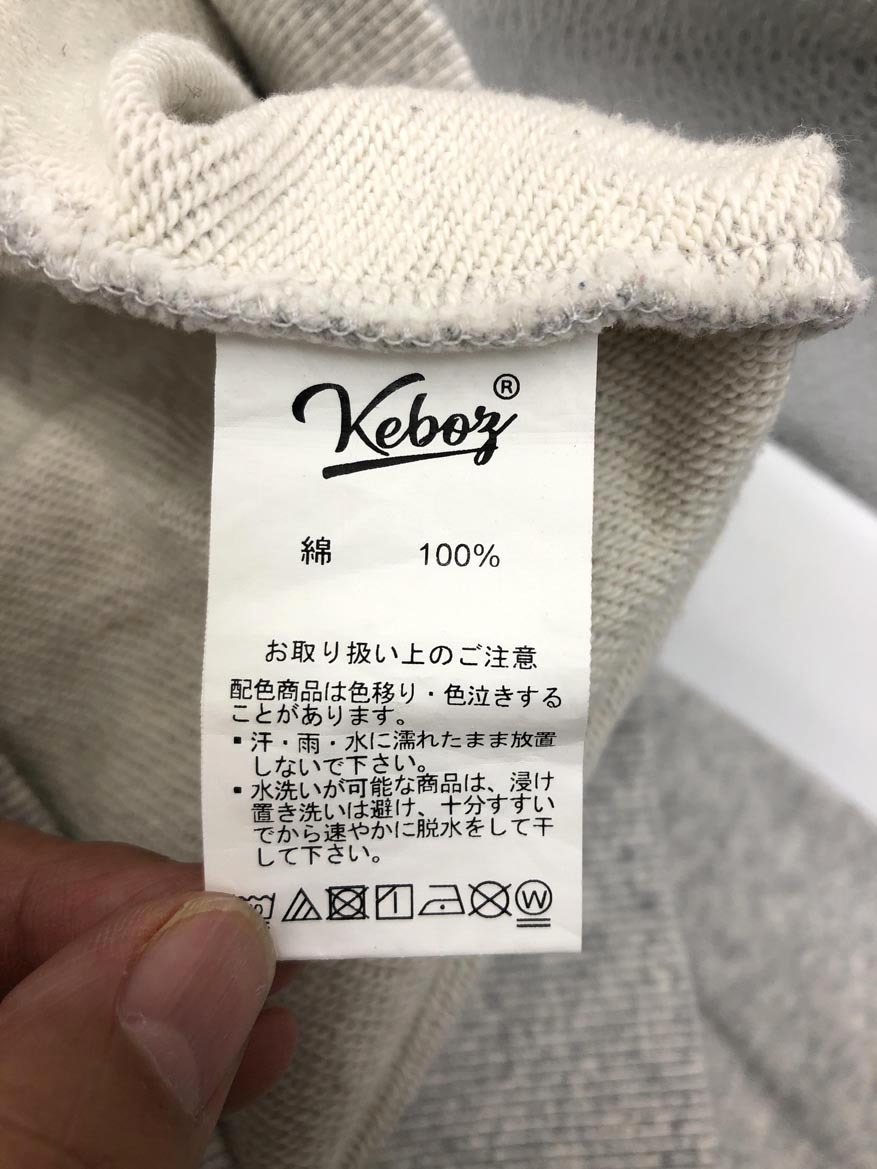 Keboz®
綿 100%
お取り扱い上のご注意
配色商品は色移り・色泣きする
ことがあります。
▪汗・雨・水に濡れたまま放置
しないで下さい。
▪水洗いが可能な商品は、浸け
置き洗いは避け、十分すすい
でから速やかに脱水をして干
して下さい。
W